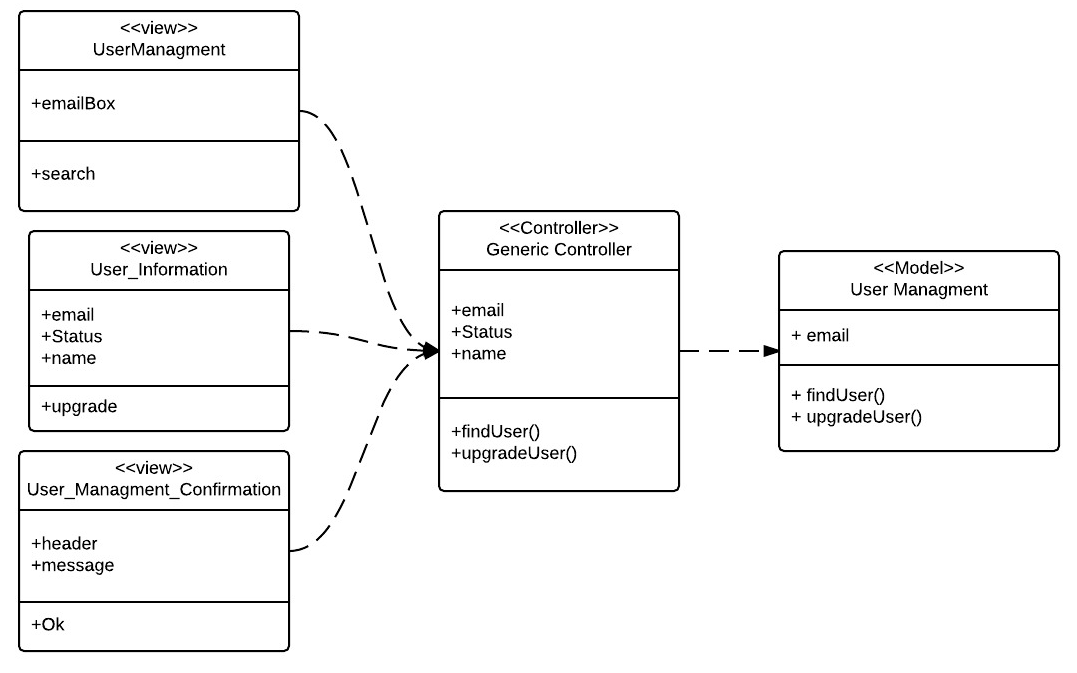 <<view>>
UserManagment
+emailBox
+search
<<view>>
User_Information
+email
+Status
+name
+upgrade
<<view>>
User_Managment_Confirmation
+header
+message
+Ok
<<Controller>>
Generic Controller
+email
+Status
+name
+findUser()
+upgradeUser()
<<Model>>
User Managment
+ email
+ findUser()
+ upgradeUser()